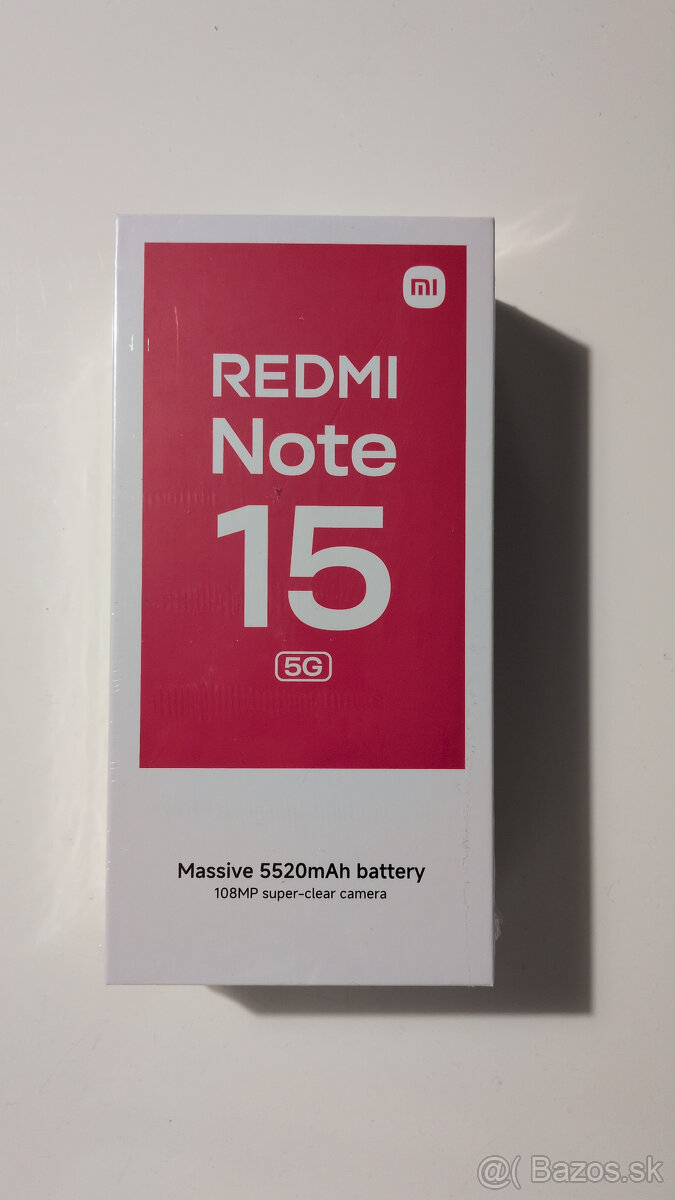 mi
REDMI
Note
15
5G
Massive 5520mAh battery
108MP super-clear camera
@( Bazos.sk